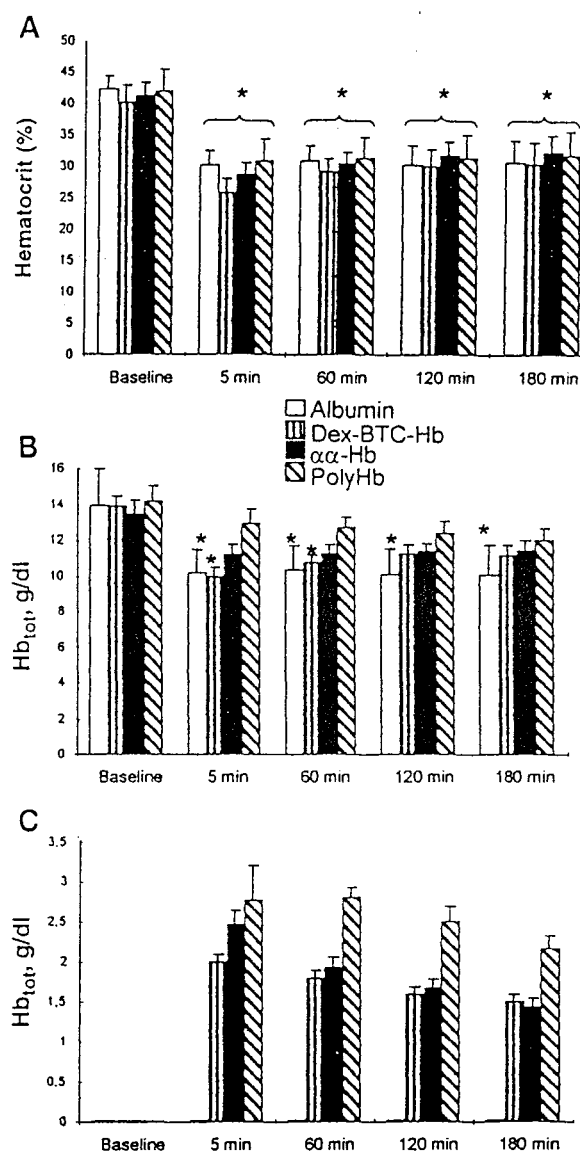 A
Hematocrit (%)
50
45
40
35
30
25
20
15
10
5
0
* * * *
Baseline 5 min 60 min 120 min 180 min
Albumin
Dex-BTC-Hb
αα-Hb
PolyHb
B
Hbtot, g/dl
16
14
12
10
8
6
4
2
0
* * * * * *
Baseline 5 min 60 min 120 min 180 min
C
Hbtot, g/dl
3.5
3
2.5
2
1.5
1
0.5
0
Baseline 5 min 60 min 120 min 180 min